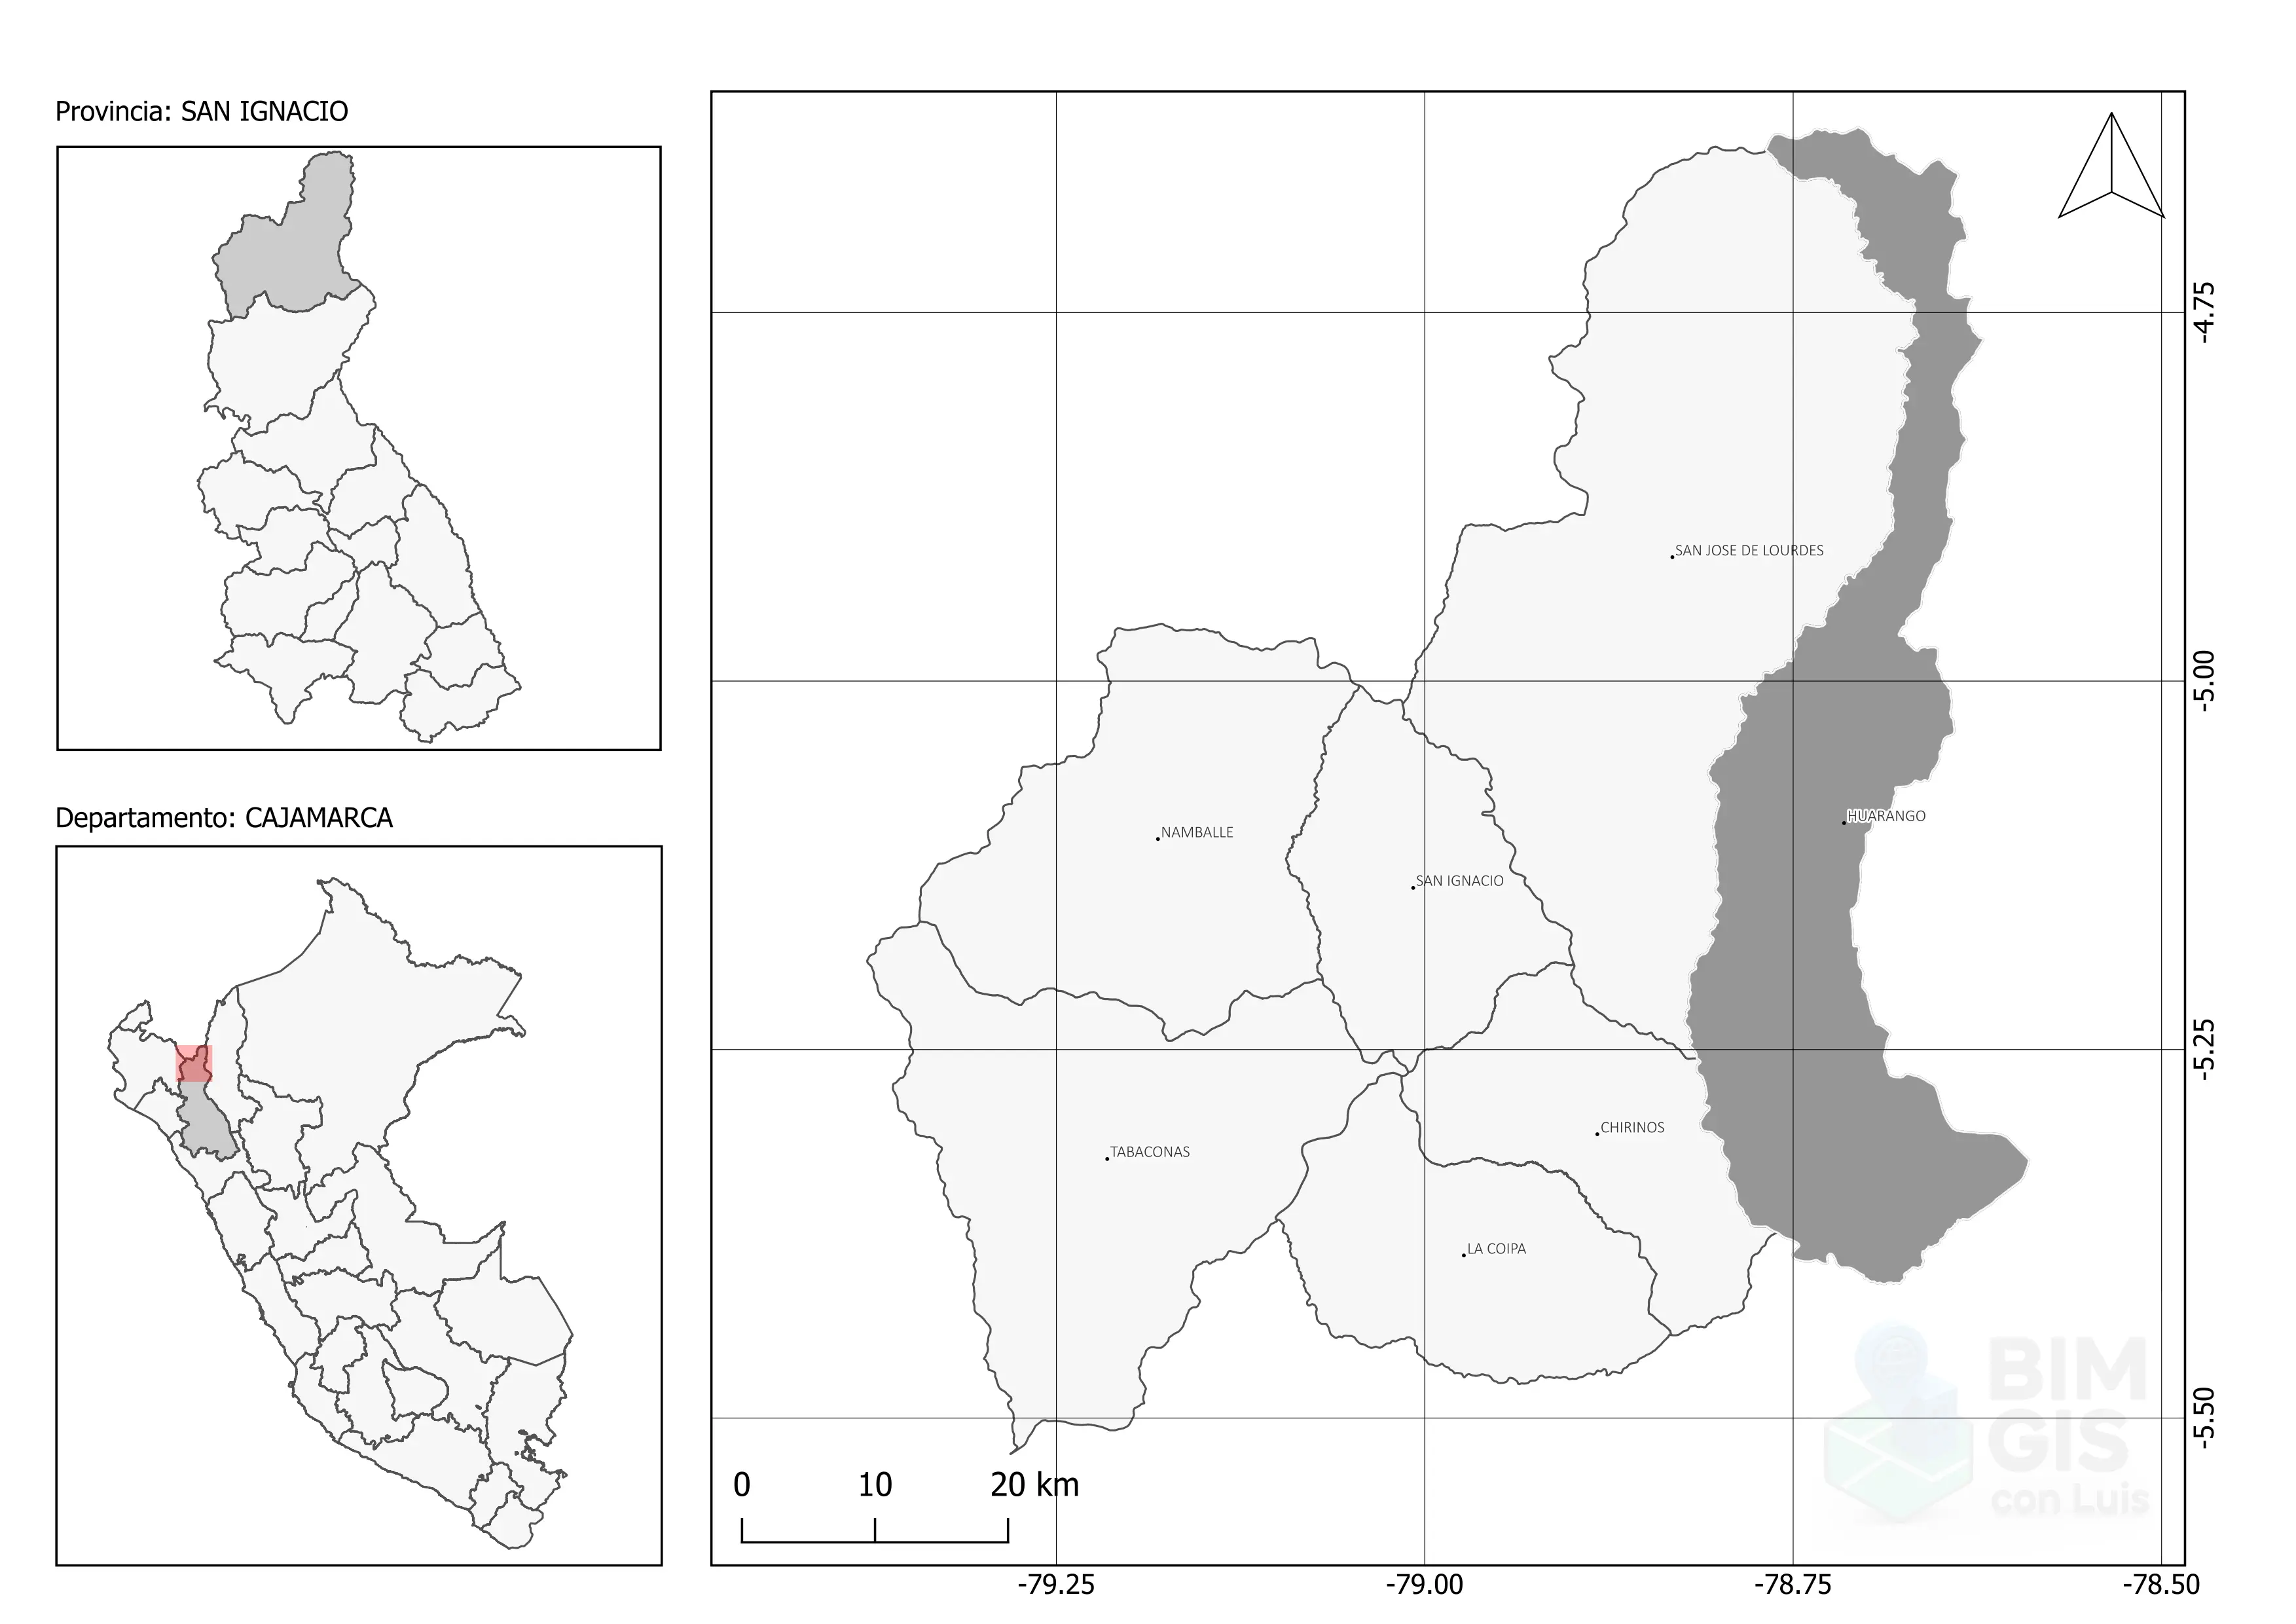 Provincia: SAN IGNACIO
Departamento: CAJAMARCA
SAN JOSE DE LOURDES
HUARANGO
NAMBALLE
SAN IGNACIO
CHIRINOS
TABACONAS
LA COIPA
-4.75
-5.00
-5.25
-5.50
0 10 20 km
-79.25 -79.00 -78.75 -78.50
BIM
GIS
con Luis